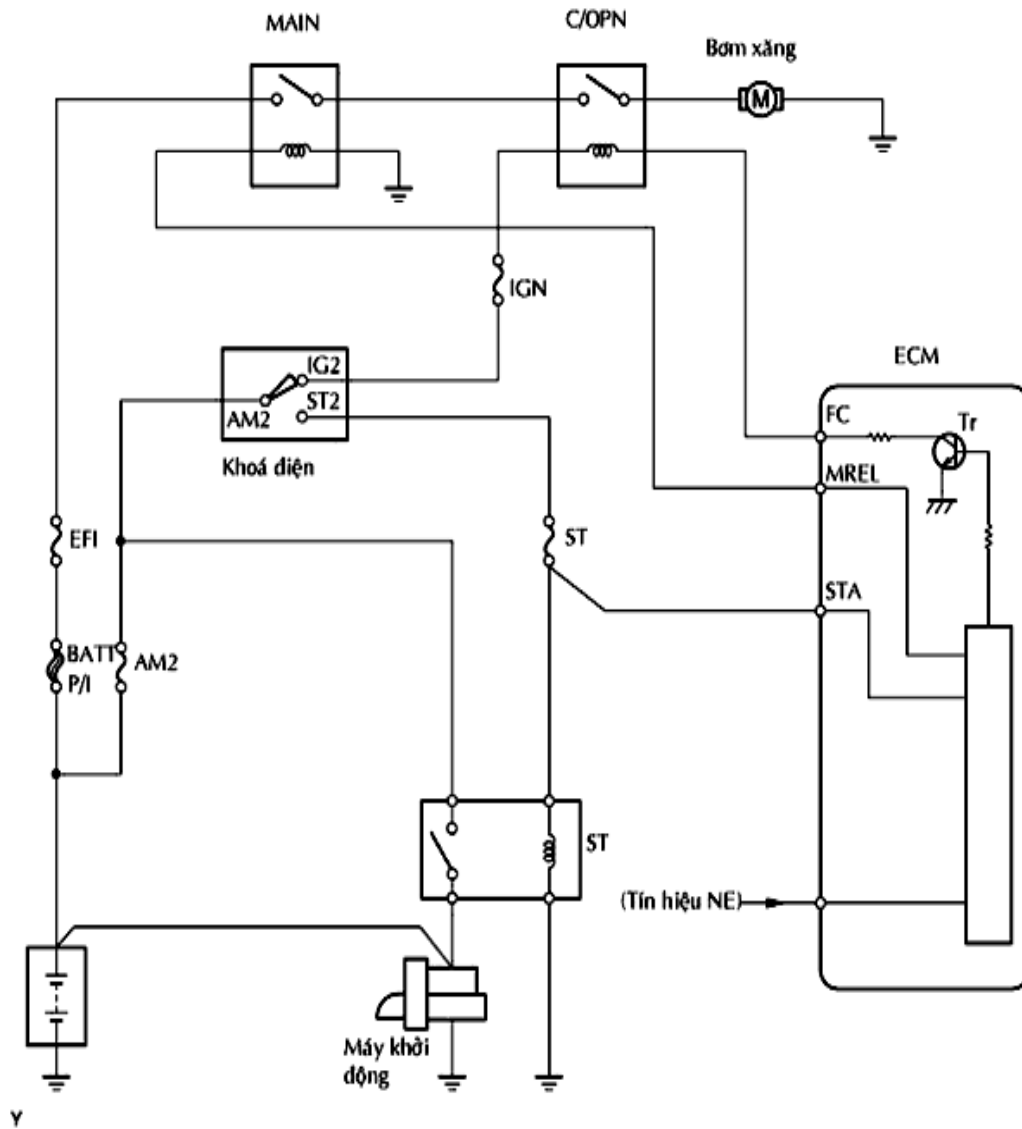 MAIN
C/OPN
Bơm xăng
M
IGN
ECM
IG2
ST2
AM2
Khoá điện
FC
Tr
MREL
EFI
ST
STA
BATT
P/I
AM2
ST
(Tín hiệu NE)
Máy khởi
động
Y